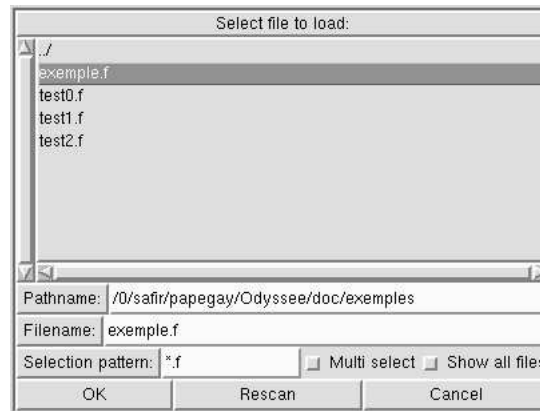 Select file to load:
../
exemple.f
test0.f
test1.f
test2.f
Pathname: /0/safir/papegay/Odyssee/doc/exemples
Filename: exemple.f
Selection pattern: *.f Multi select Show all files
OK Rescan Cancel